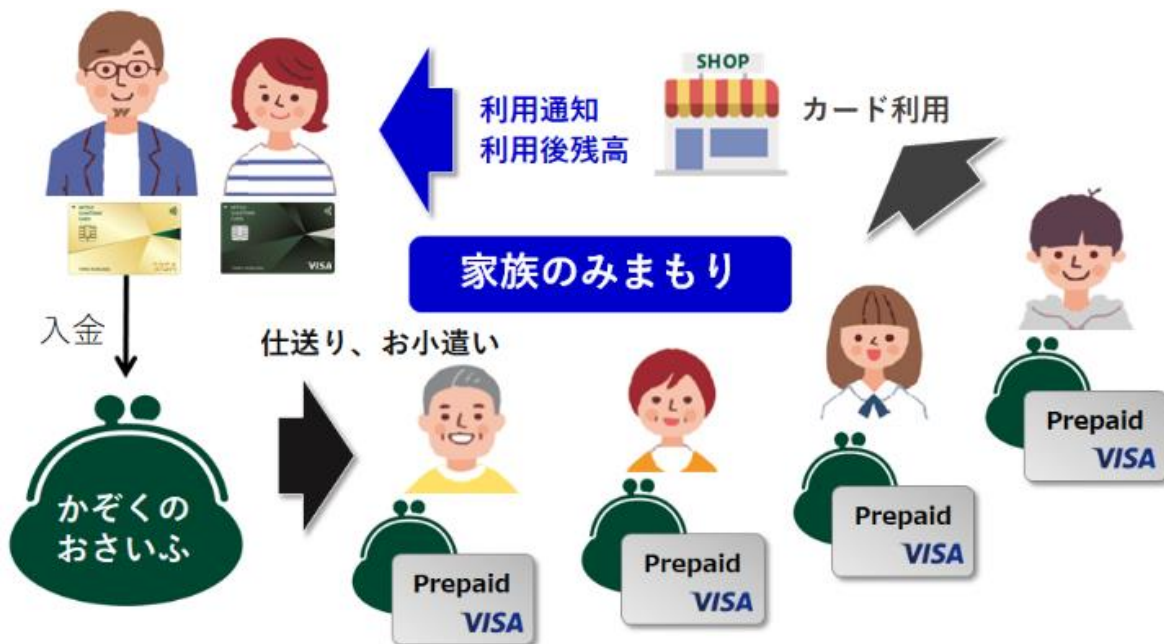 SHOP
利用通知
利用後残高
カード利用
VISA
家族のみまもり
入金
仕送り、お小遣い
かぞくの
おさいふ
Prepaid
VISA
Prepaid
VISA
Prepaid
VISA
Prepaid
VISA